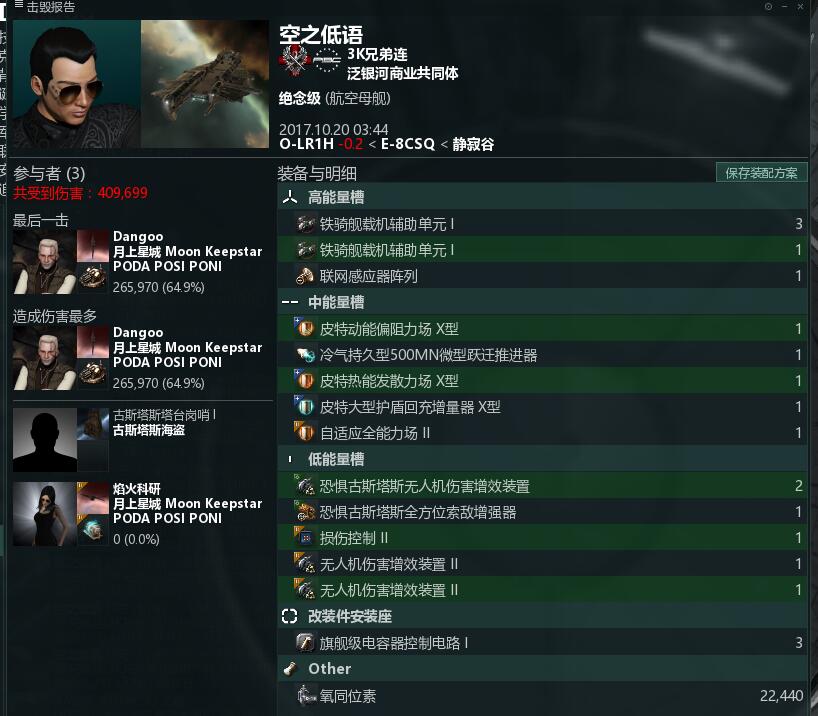 击毁报告
空之低语
3K兄弟连
泛银河商业共同体
绝念级 (航空母舰)
2017.10.20 03:44
O-LR1H -0.2 < E-8CSQ < 静寂谷
参与者 (3)
共受到伤害：409,699
最后一击
Dangoo
月上星城 Moon Keepstar
PODA POSI PONI
265,970 (64.9%)
造成伤害最多
Dangoo
月上星城 Moon Keepstar
PODA POSI PONI
265,970 (64.9%)
古斯塔斯塔台岗哨 I
古斯塔斯海盗
焰火科研
月上星城 Moon Keepstar
PODA POSI PONI
0 (0.0%)
装备与明细
保存装配方案
高能量槽
铁骑舰载机辅助单元 I 3
铁骑舰载机辅助单元 I 1
联网感应器阵列 1
中能量槽
皮特动能偏阻力场 X型 1
冷气持久型500MN微型跃迁推进器 1
皮特热能发散力场 X型 1
皮特大型护盾回充增量器 X型 1
自适应全能力场 II 1
低能量槽
恐惧古斯塔斯无人机伤害增效装置 2
恐惧古斯塔斯全方位索敌增强器 1
损伤控制 II 1
无人机伤害增效装置 II 1
无人机伤害增效装置 II 1
改装件安装座
旗舰级电容器控制电路 I 3
Other
氧同位素 22,440